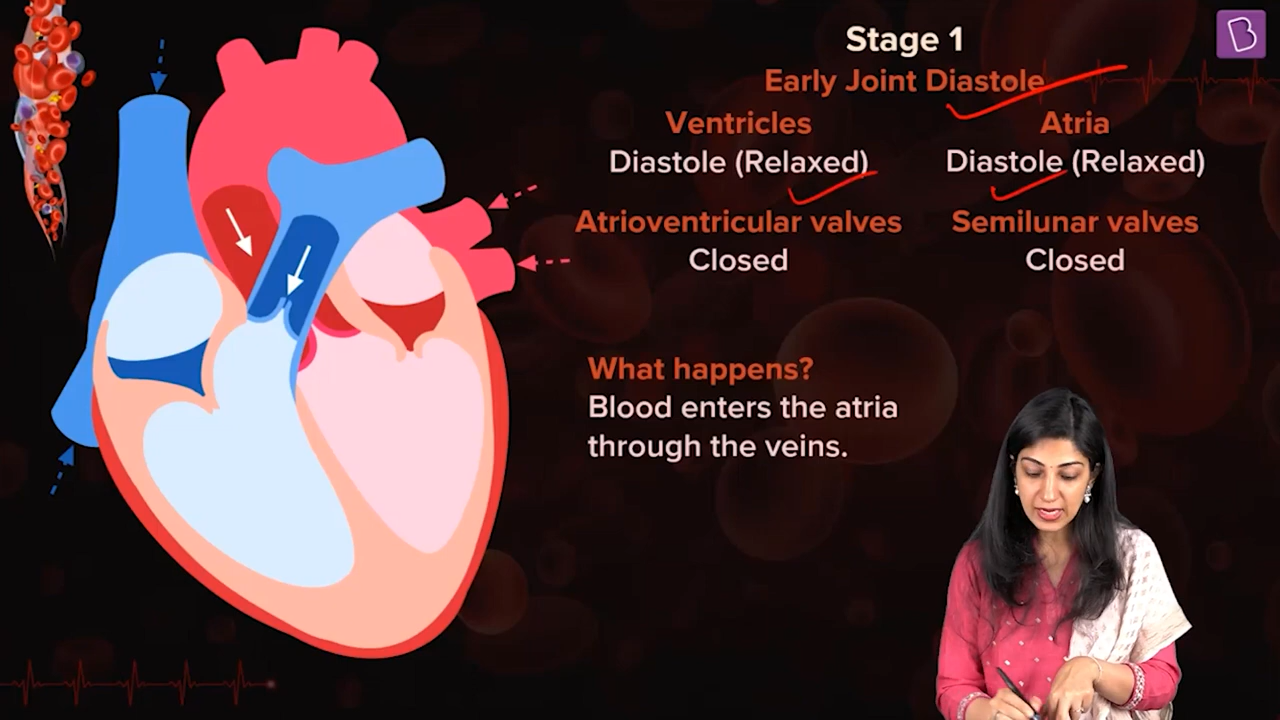 Stage 1
Early Joint Diastole
Ventricles
Atria
Diastole (Relaxed)
Diastole (Relaxed)
Atrioventricular valves
Semilunar valves
Closed
Closed
What happens?
Blood enters the atria
through the veins.
B